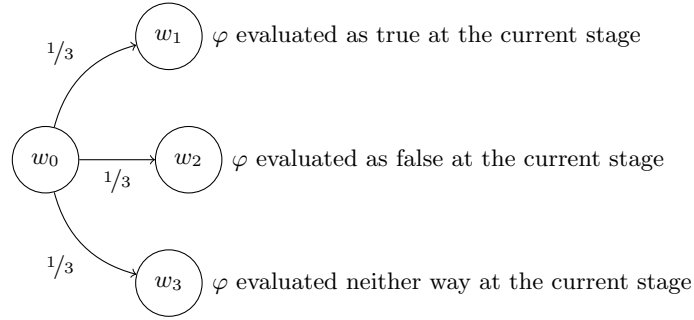 w₁ φ evaluated as true at the current stage
1/3
w₀ w₂ φ evaluated as false at the current stage
1/3
1/3
w₃ φ evaluated neither way at the current stage